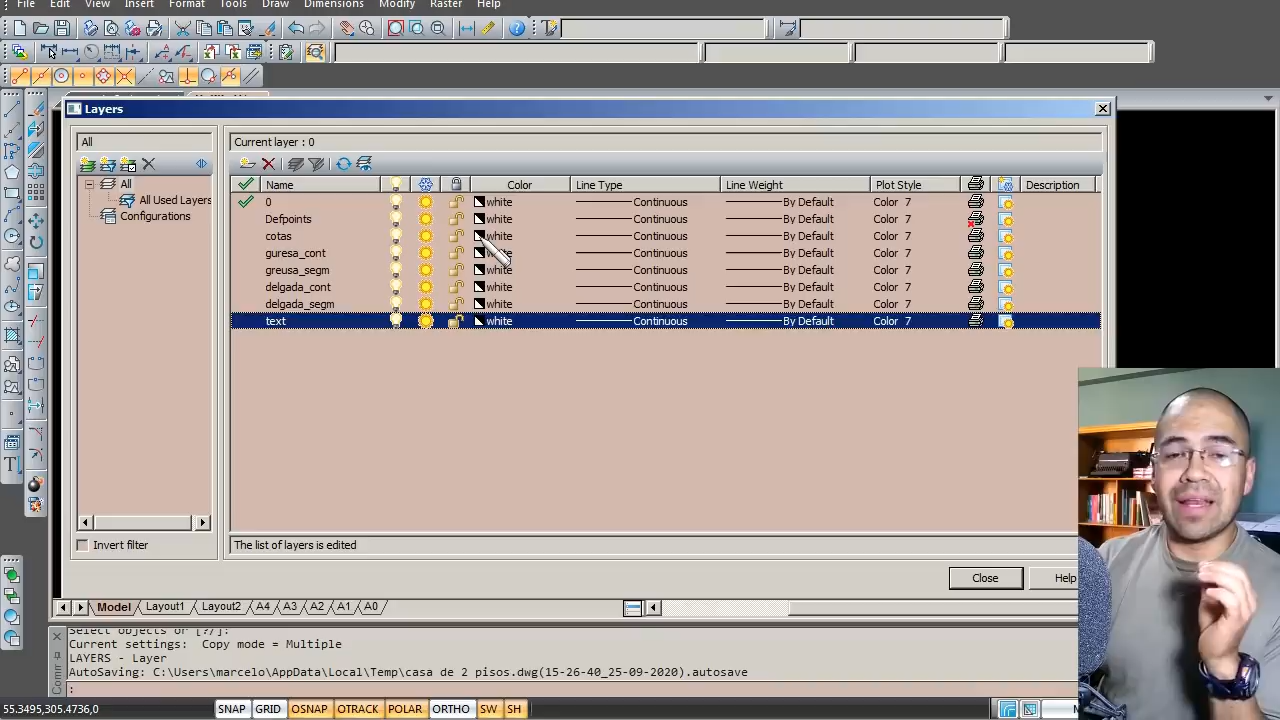 File Edit View Insert Format Tools Draw Dimensions Modify Raster Help
Layers
All
Current layer : 0
Name Color Line Type Line Weight Plot Style Description
All
All Used Layers
Configurations
0 white Continuous By Default Color 7
Defpoints white Continuous By Default Color 7
cotas white Continuous By Default Color 7
guresa_cont white Continuous By Default Color 7
greusa_segm white Continuous By Default Color 7
delgada_cont white Continuous By Default Color 7
delgada_segm white Continuous By Default Color 7
text white Continuous By Default Color 7
Invert filter
The list of layers is edited
Close Help
Model Layout1 Layout2 A4 A3 A2 A1 A0
Select objects or [?/]:
Current settings: Copy mode = Multiple
LAYERS - Layer
AutoSaving: C:\Users\marcelo\AppData\Local\Temp\casa de 2 pisos.dwg(15-26-40_25-09-2020).autosave
:
55.3495,305.4736,0 SNAP GRID OSNAP OTRACK POLAR ORTHO SW SH